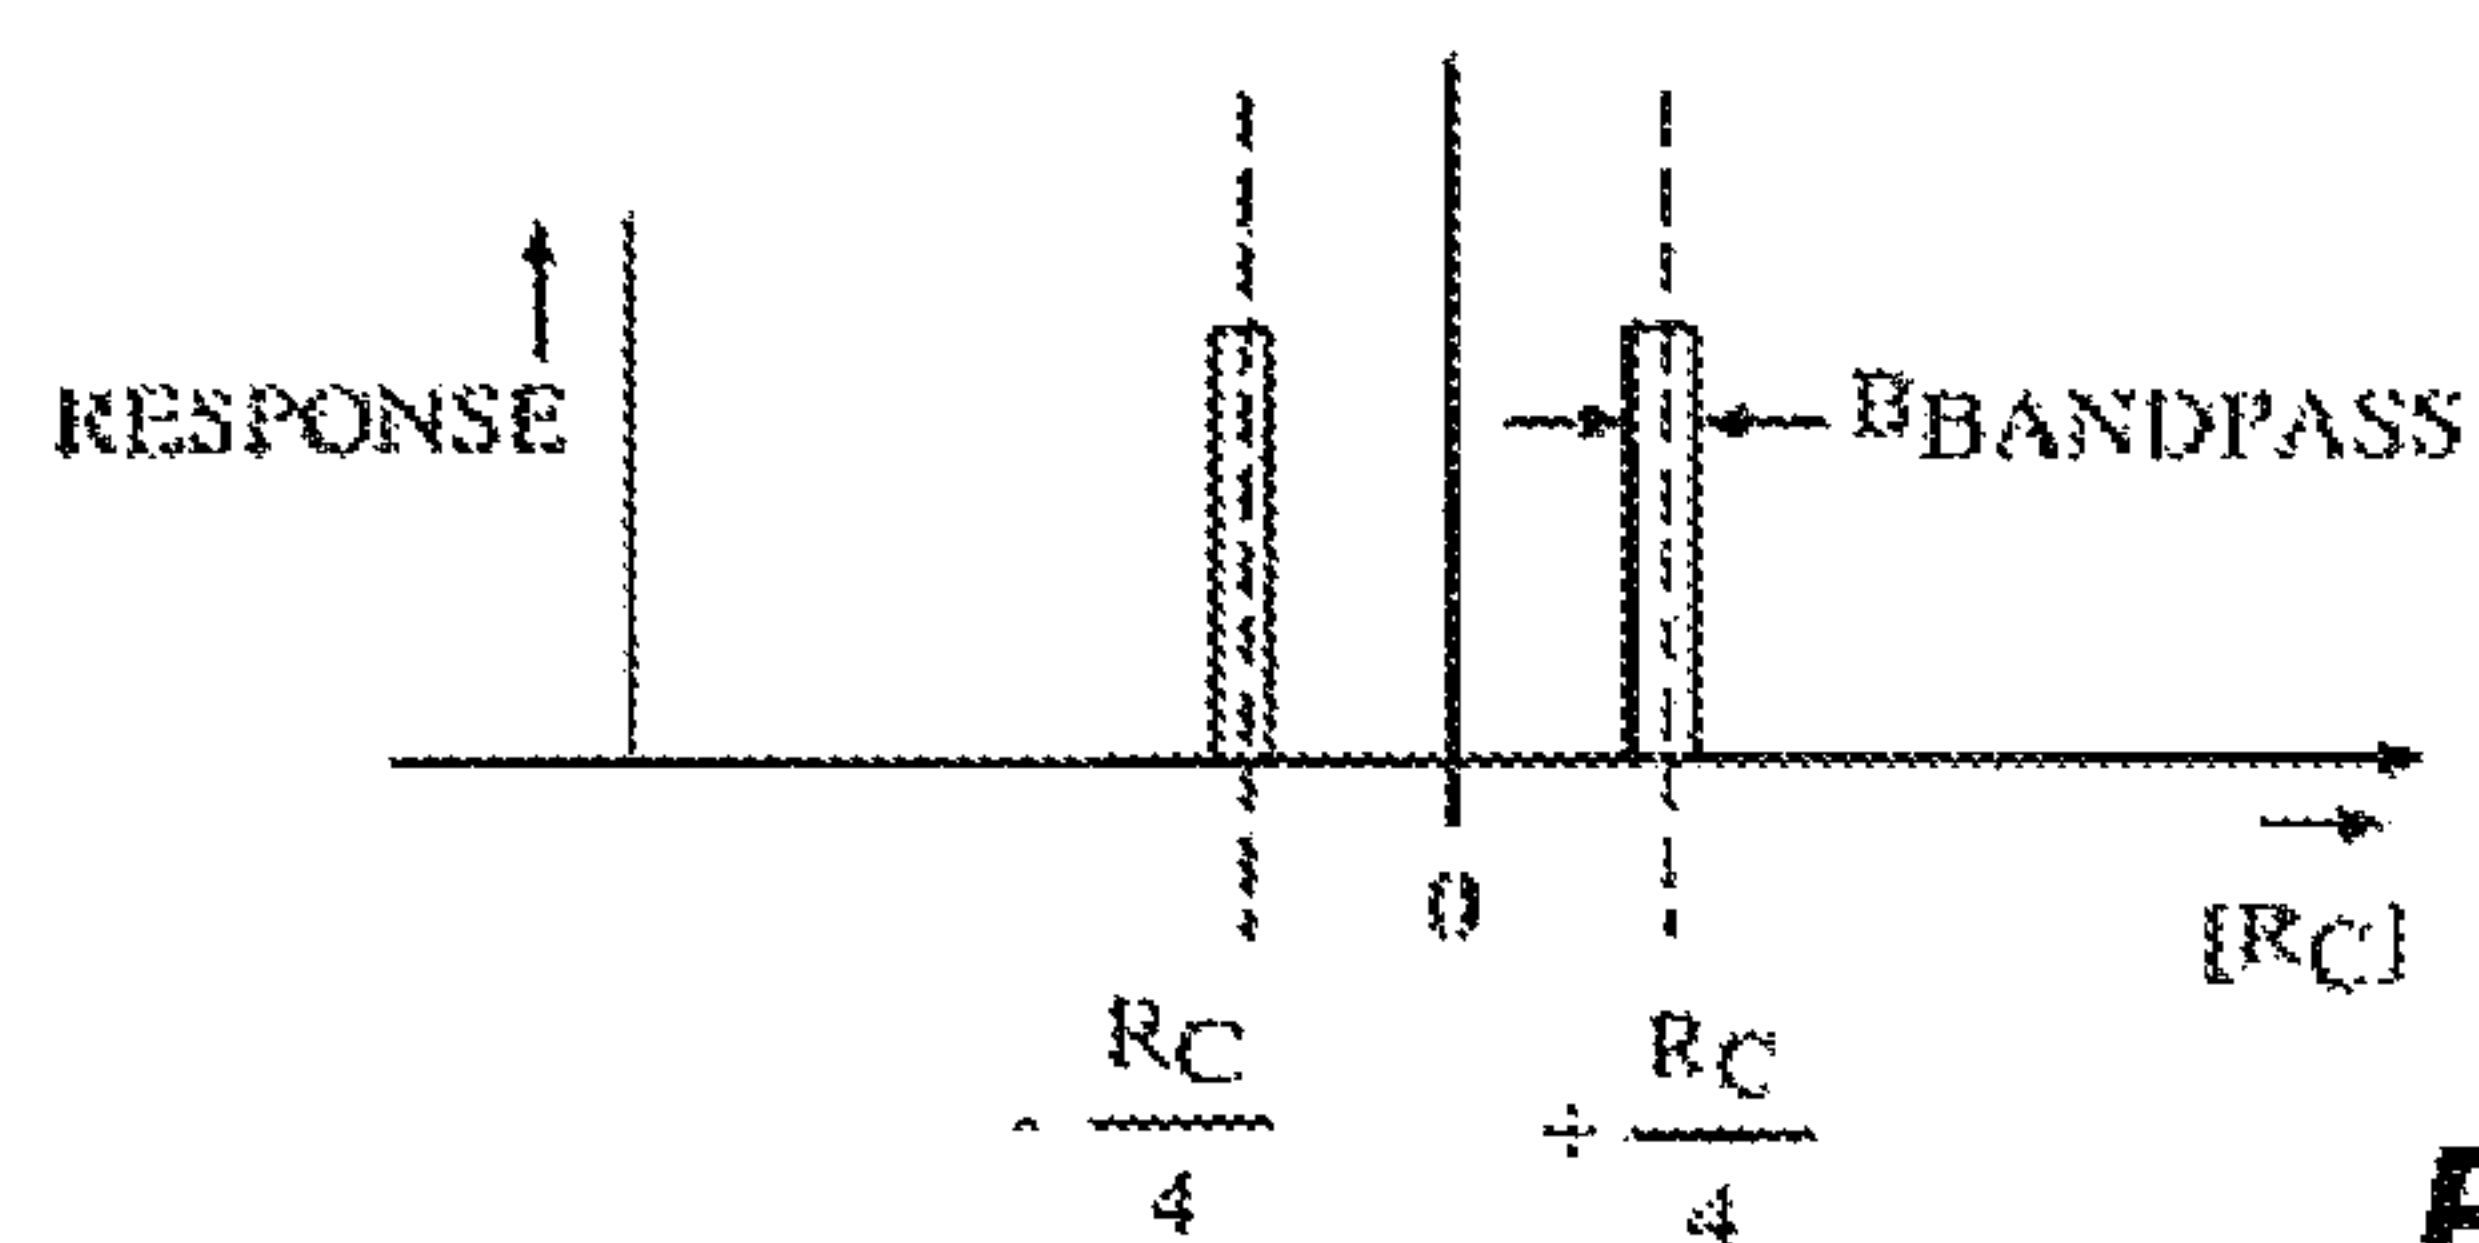 RESPONSE
BBANDPASS
0
[RC]
- RC/4
+ RC/4